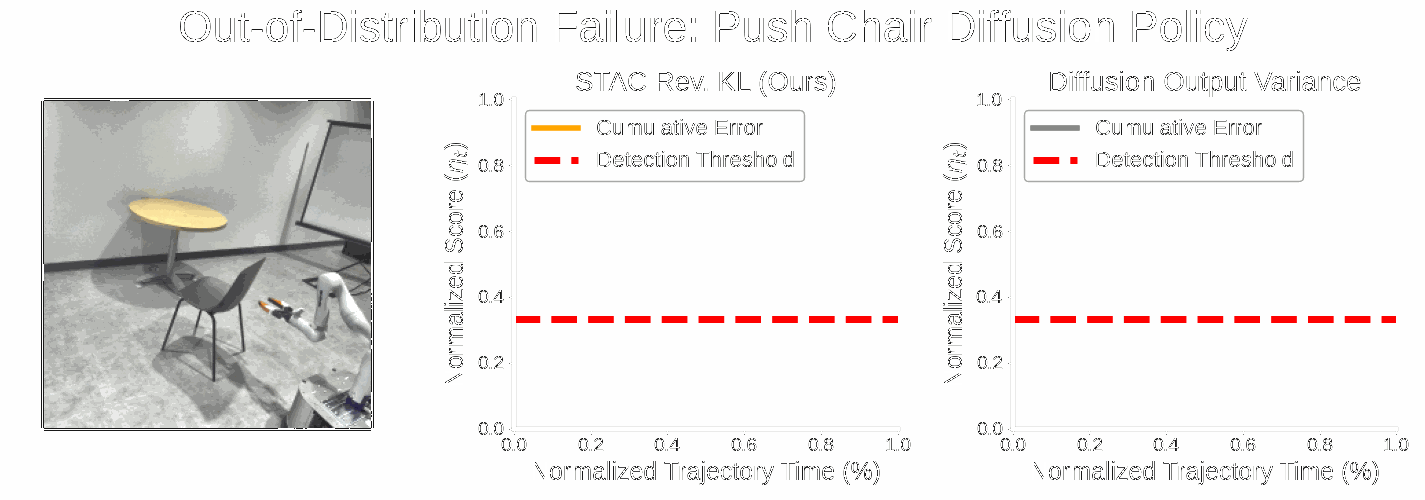 Out-of-Distribution Failure: Push Chair Diffusion Policy
STAC Rev. KL (Ours)
1.0
0.8
0.6
0.4
0.2
0.0
Normalized Score (ηt)
Cumulative Error
Detection Threshold
0.0 0.2 0.4 0.6 0.8 1.0
Normalized Trajectory Time (%)
Diffusion Output Variance
1.0
0.8
0.6
0.4
0.2
0.0
Normalized Score (ηt)
Cumulative Error
Detection Threshold
0.0 0.2 0.4 0.6 0.8 1.0
Normalized Trajectory Time (%)